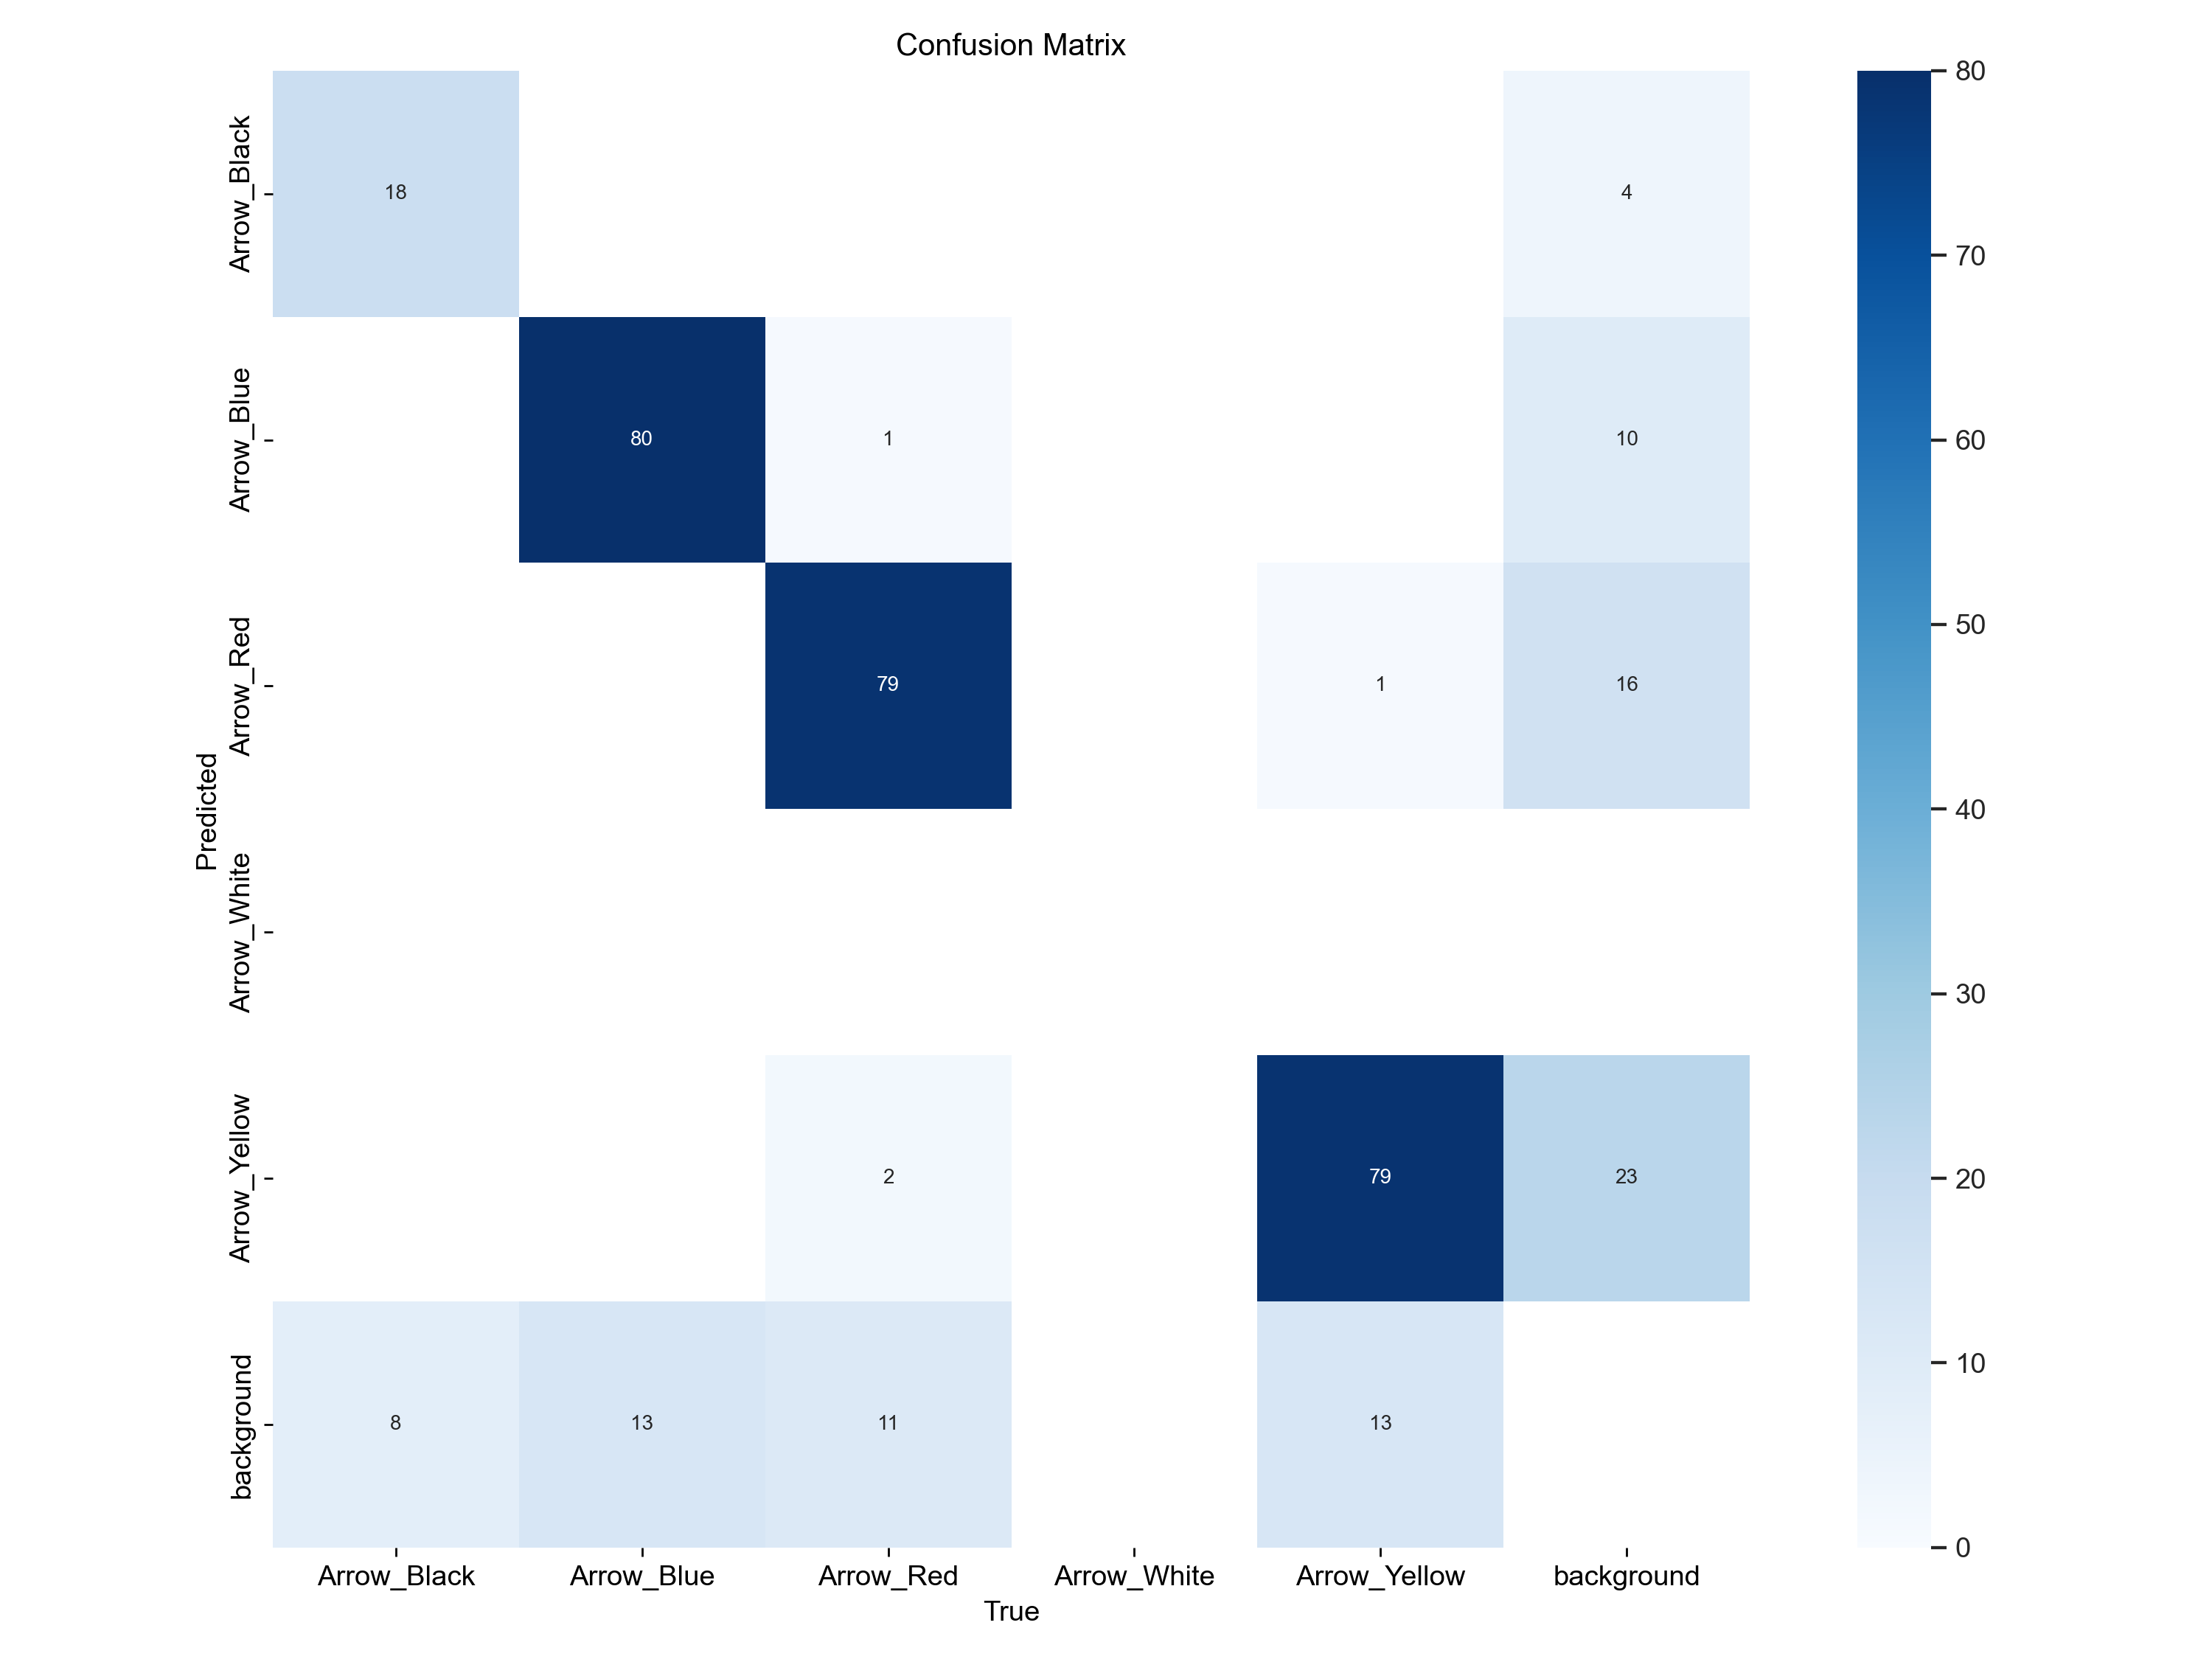 Confusion Matrix
Arrow_Black
18
4
Arrow_Blue
80
1
10
Arrow_Red
79
1
16
Arrow_White
Arrow_Yellow
2
79
23
background
8
13
11
13
Predicted
Arrow_Black
Arrow_Blue
Arrow_Red
Arrow_White
Arrow_Yellow
background
True
80
70
60
50
40
30
20
10
0